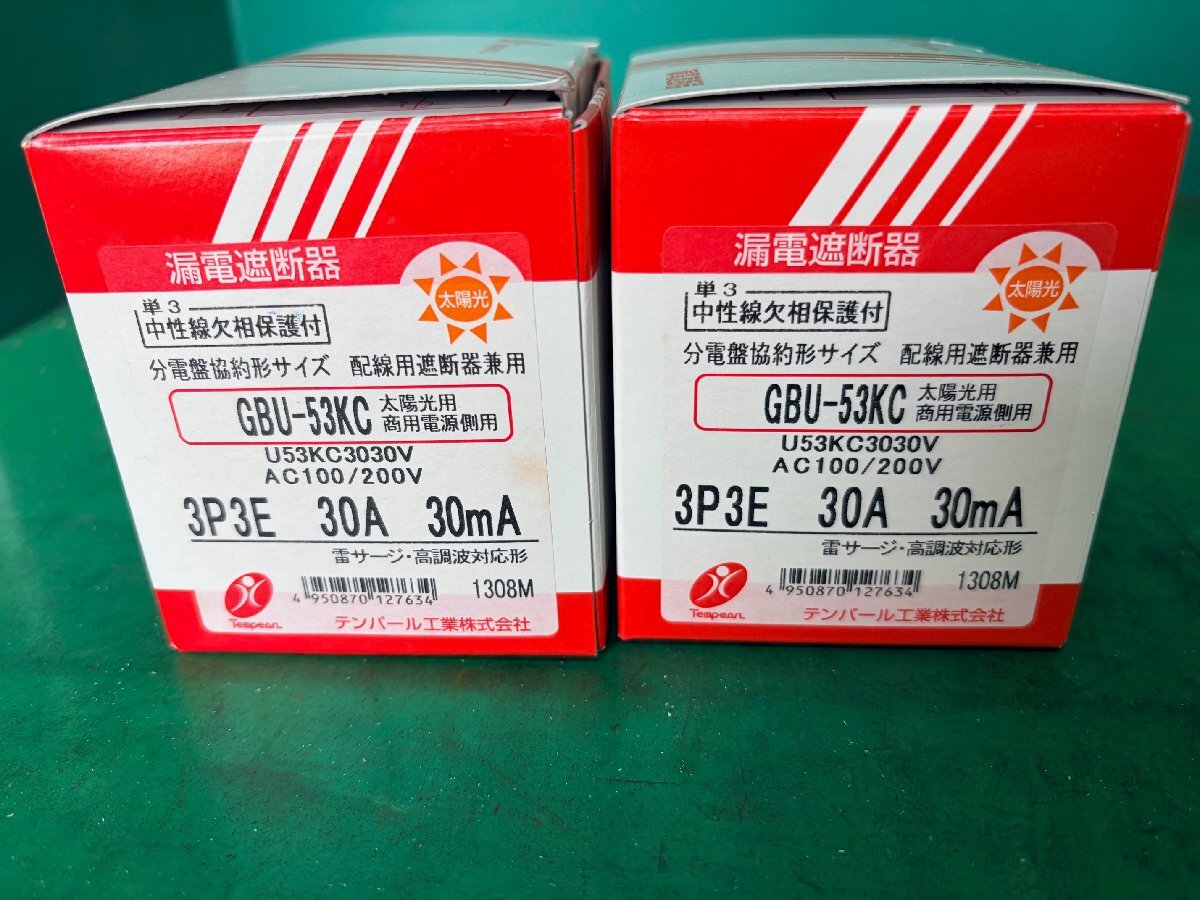 漏電遮断器
太陽光
単3
中性線欠相保護付
分電盤協約形サイズ 配線用遮断器兼用
GBU-53KC 太陽光用
商用電源側用
U53KC3030V
AC100/200V
3P3E 30A 30mA
雷サージ・高調波対応形
4 950870 127634
1308M
Tempearl
テンパール工業株式会社
漏電遮断器
太陽光
単3
中性線欠相保護付
分電盤協約形サイズ 配線用遮断器兼用
GBU-53KC 太陽光用
商用電源側用
U53KC3030V
AC100/200V
3P3E 30A 30mA
雷サージ・高調波対応形
4 950870 127634
1308M
Tempearl
テンパール工業株式会社